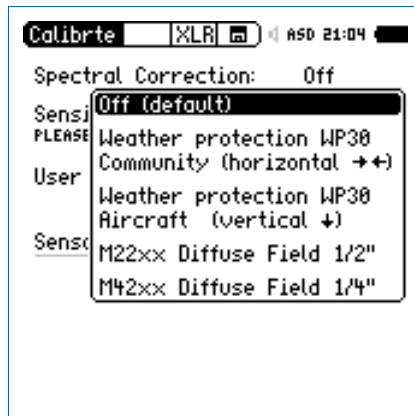 Calibrte XLR ASD 21:04
Spectral Correction: Off
Sensi
PLEASE
User
Senso
Off (default)
Weather protection WP30
Community (horizontal →←)
Weather protection WP30
Aircraft (vertical ↓)
M22xx Diffuse Field 1/2"
M42xx Diffuse Field 1/4"